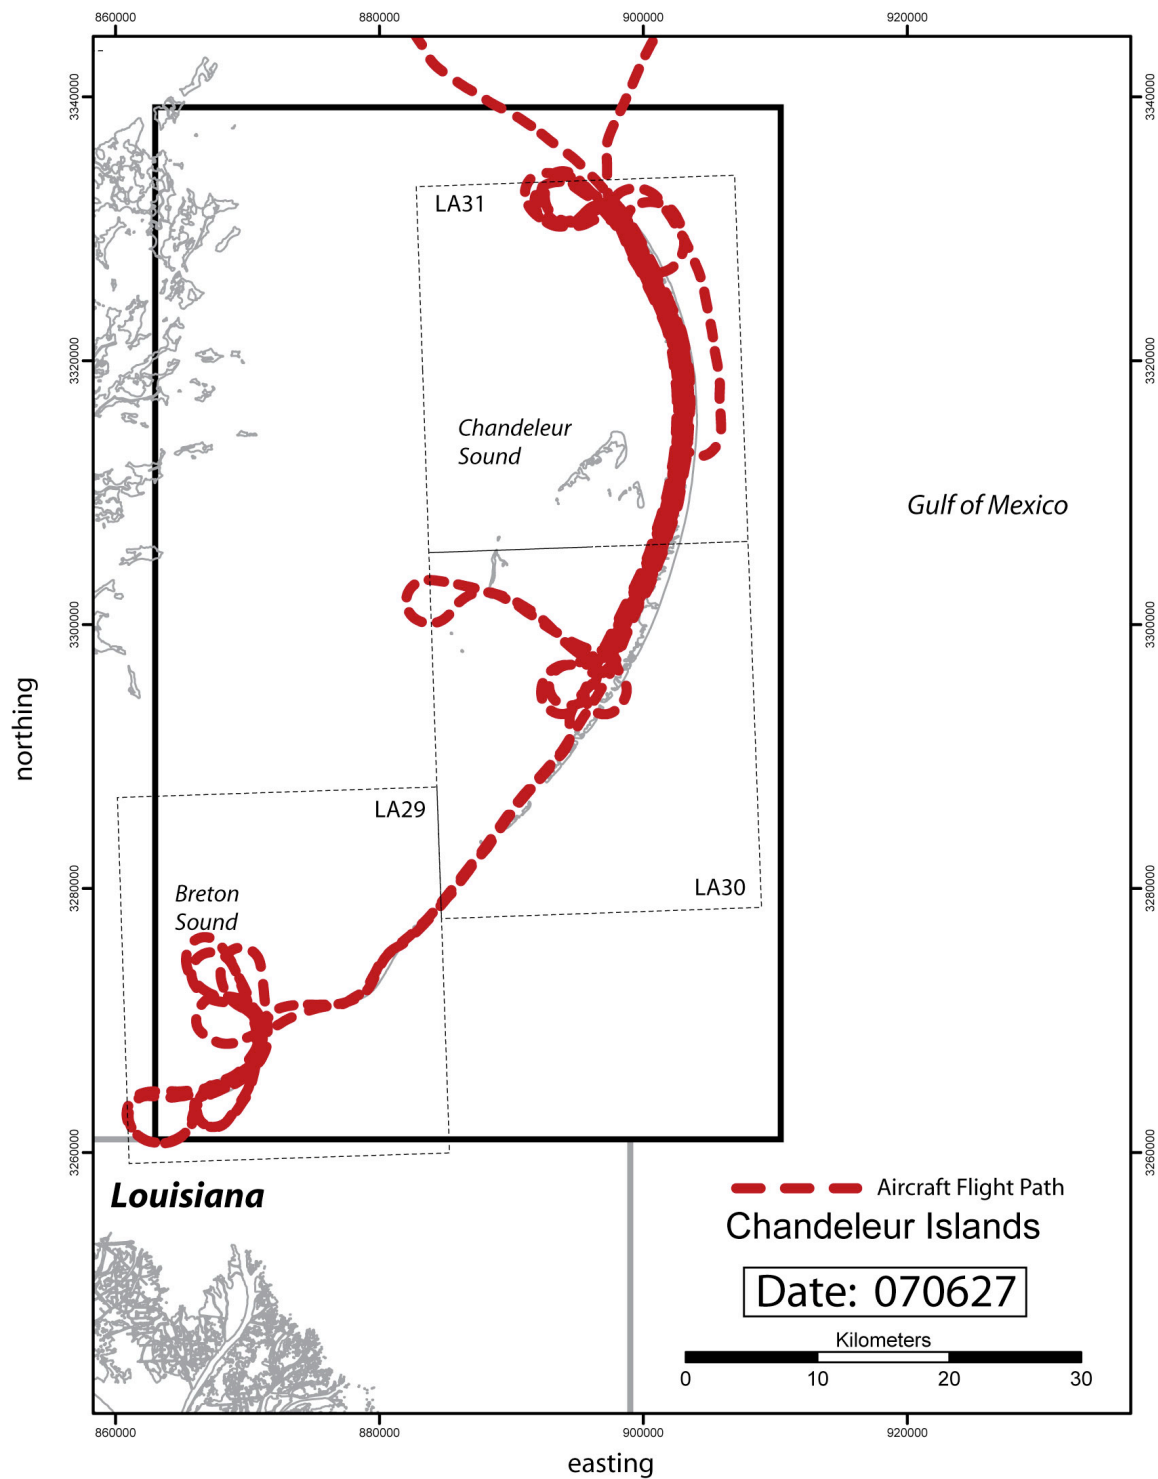 860000
880000
900000
920000
3340000
3340000
LA31
3320000
3320000
Chandeleur
Sound
Gulf of Mexico
3300000
3300000
northing
LA29
3280000
3280000
LA30
Breton
Sound
3260000
3260000
Louisiana
Aircraft Flight Path
Chandeleur Islands
Date: 070627
Kilometers
0
10
20
30
860000
880000
900000
920000
easting